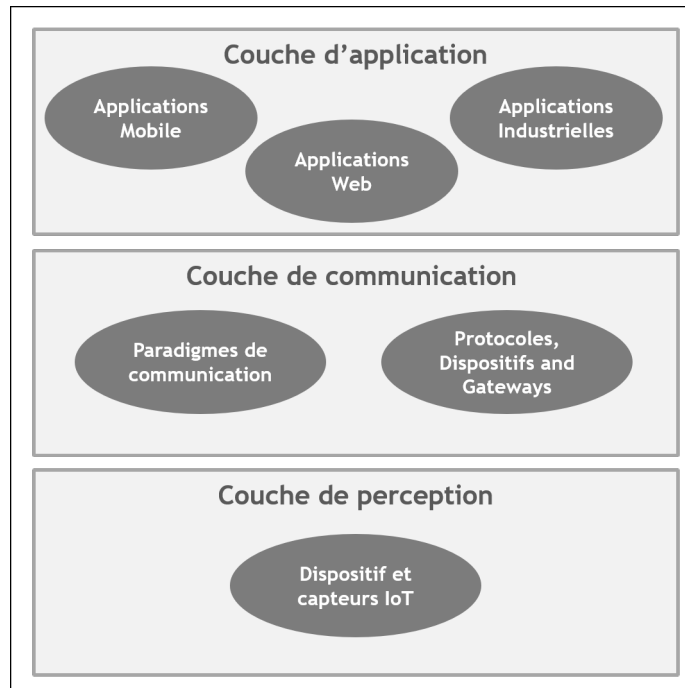 Couche d’application
Applications
Mobile
Applications
Industrielles
Applications
Web
Couche de communication
Paradigmes de
communication
Protocoles,
Dispositifs and
Gateways
Couche de perception
Dispositif et
capteurs IoT